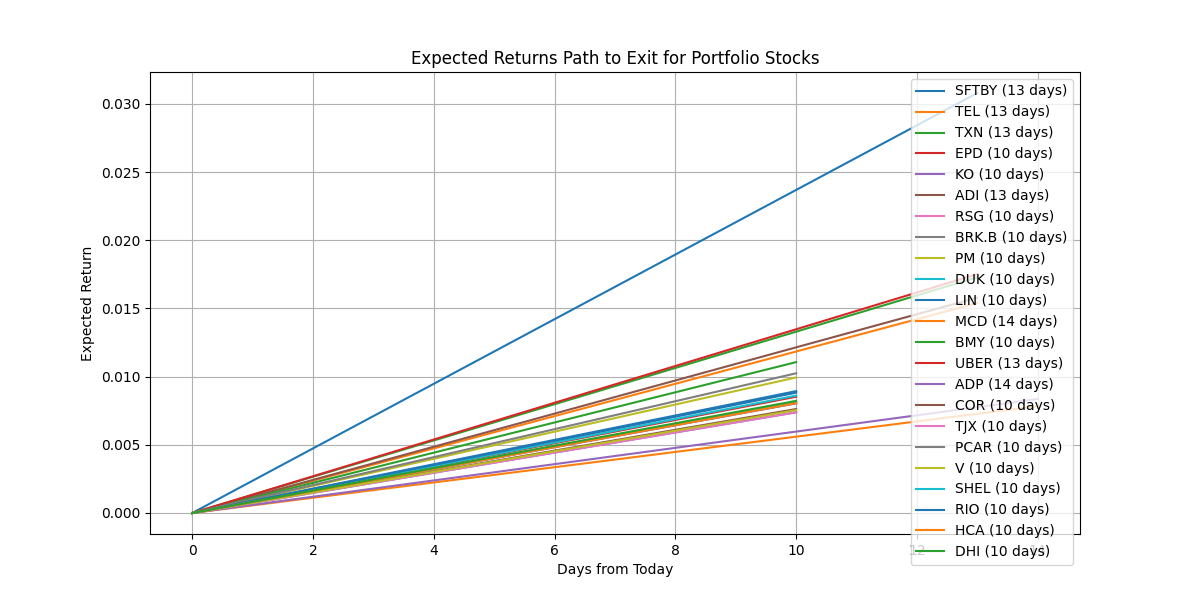 Expected Returns Path to Exit for Portfolio Stocks
Expected Return
0.030
0.025
0.020
0.015
0.010
0.005
0.000
0 2 4 6 8 10 12 14
Days from Today
SFTBY (13 days)
TEL (13 days)
TXN (13 days)
EPD (10 days)
KO (10 days)
ADI (13 days)
RSG (10 days)
BRK.B (10 days)
PM (10 days)
DUK (10 days)
LIN (10 days)
MCD (14 days)
BMY (10 days)
UBER (13 days)
ADP (14 days)
COR (10 days)
TJX (10 days)
PCAR (10 days)
V (10 days)
SHEL (10 days)
RIO (10 days)
HCA (10 days)
DHI (10 days)